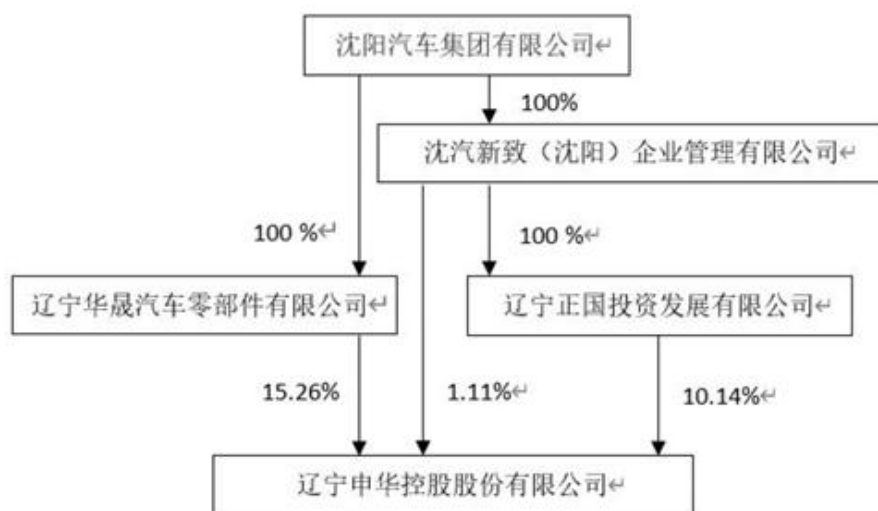 沈阳汽车集团有限公司↵
100%
沈汽新致（沈阳）企业管理有限公司↵
100 %↵
100 %↵
辽宁华晟汽车零部件有限公司↵
辽宁正国投资发展有限公司↵
15.26%
1.11%↵
10.14%↵
辽宁申华控股股份有限公司↵